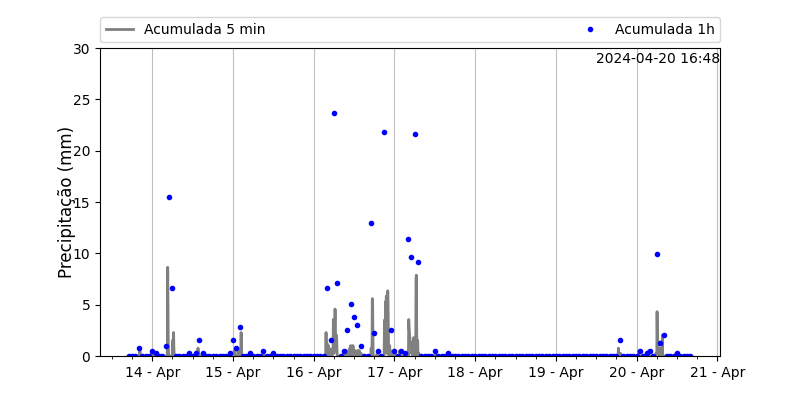 Acumulada 5 min
Acumulada 1h
2024-04-20 16:48
Precipitação (mm)
30
25
20
15
10
5
0
14 - Apr
15 - Apr
16 - Apr
17 - Apr
18 - Apr
19 - Apr
20 - Apr
21 - Apr